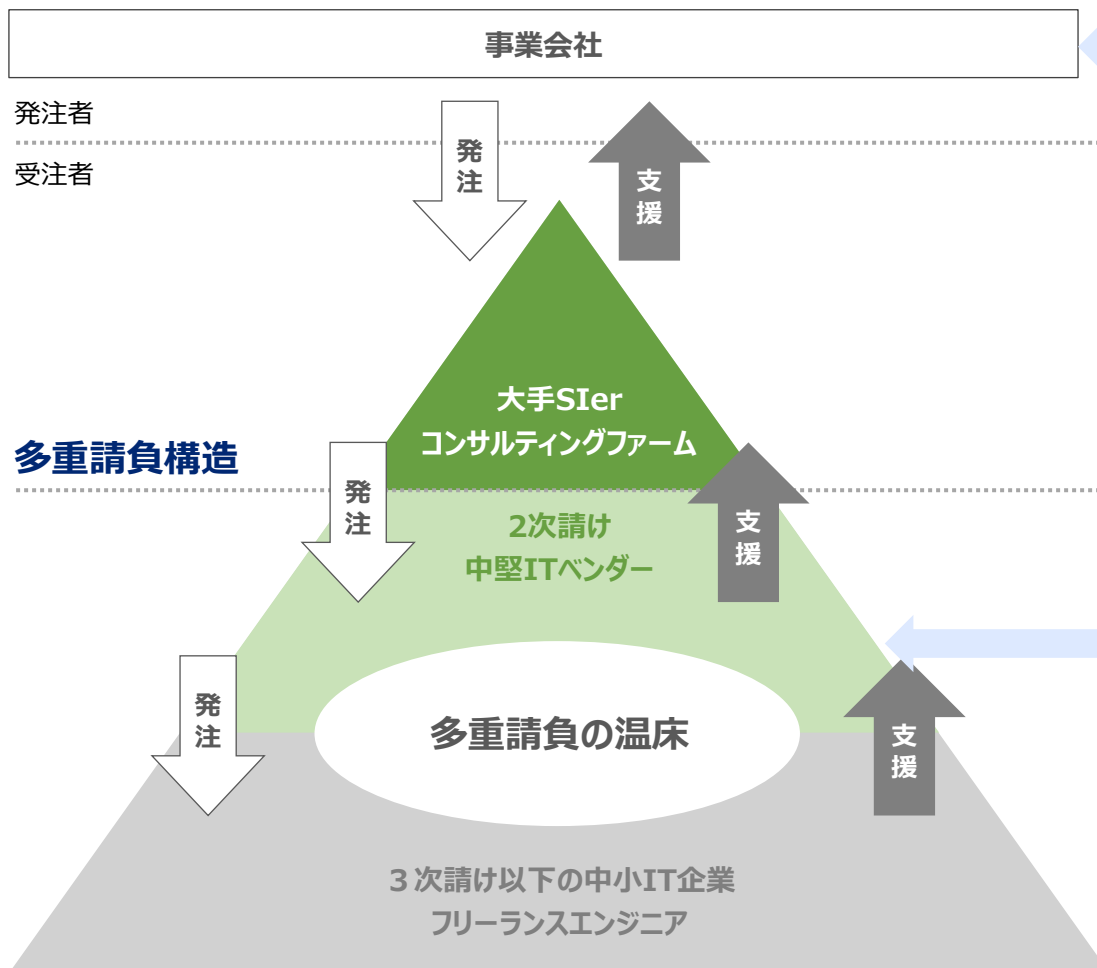 事業会社
発注者
受注者
発注
支援
大手SIer
コンサルティングファーム
多重請負構造
発注
支援
2次請け
中堅ITベンダー
発注
支援
多重請負の温床
３次請け以下の中小IT企業
フリーランスエンジニア